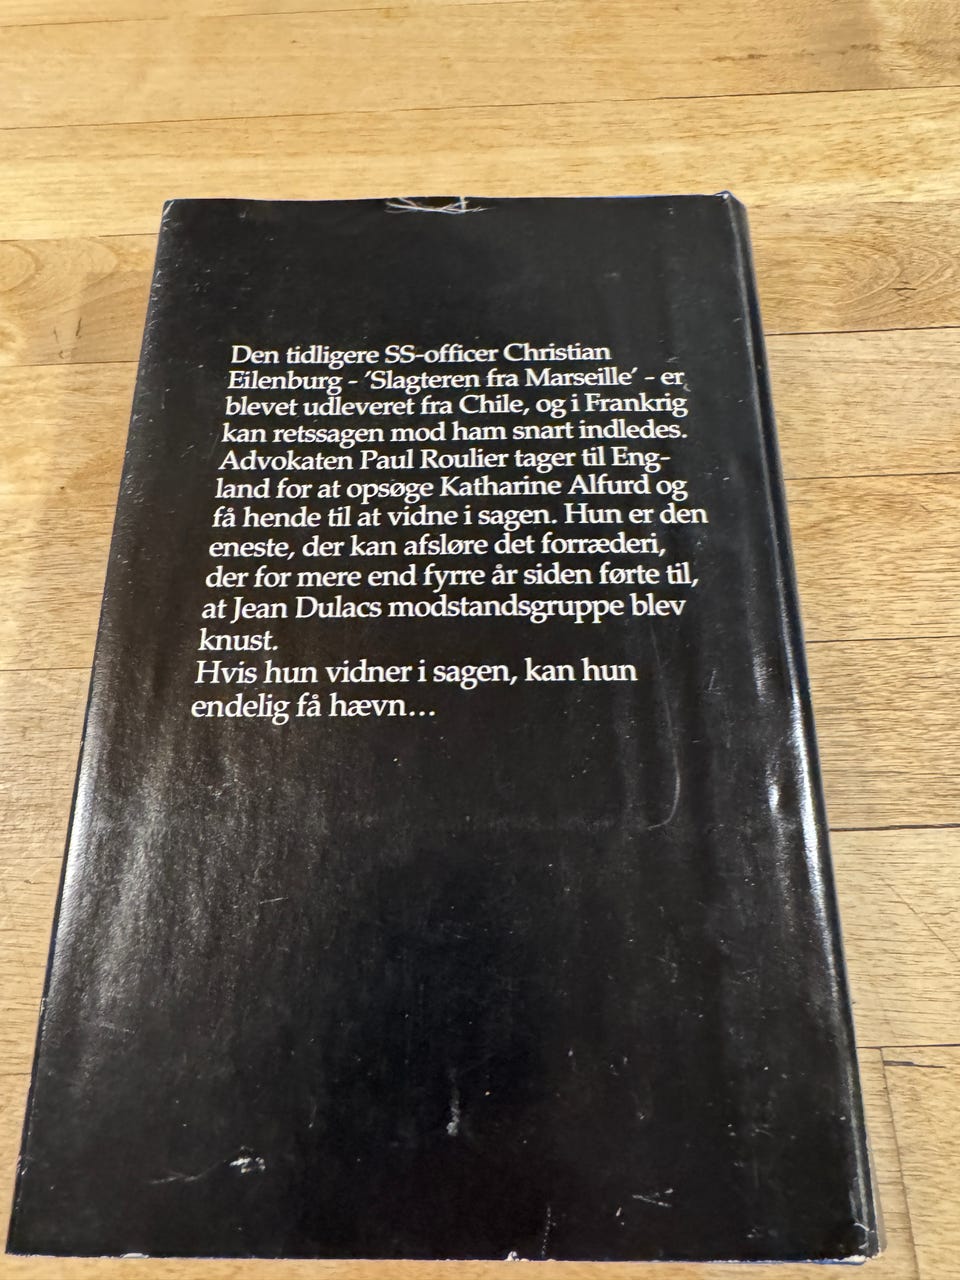 Den tidligere SS-officer Christian
Eilenburg - 'Slagteren fra Marseille' - er
blevet udleveret fra Chile, og i Frankrig
kan retssagen mod ham snart indledes.
Advokaten Paul Roulier tager til Eng-
land for at opsøge Katharine Alfurd og
få hende til at vidne i sagen. Hun er den
eneste, der kan afsløre det forræderi,
der for mere end fyrre år siden førte til,
at Jean Dulacs modstandsgruppe blev
knust.
Hvis hun vidner i sagen, kan hun
endelig få hævn...